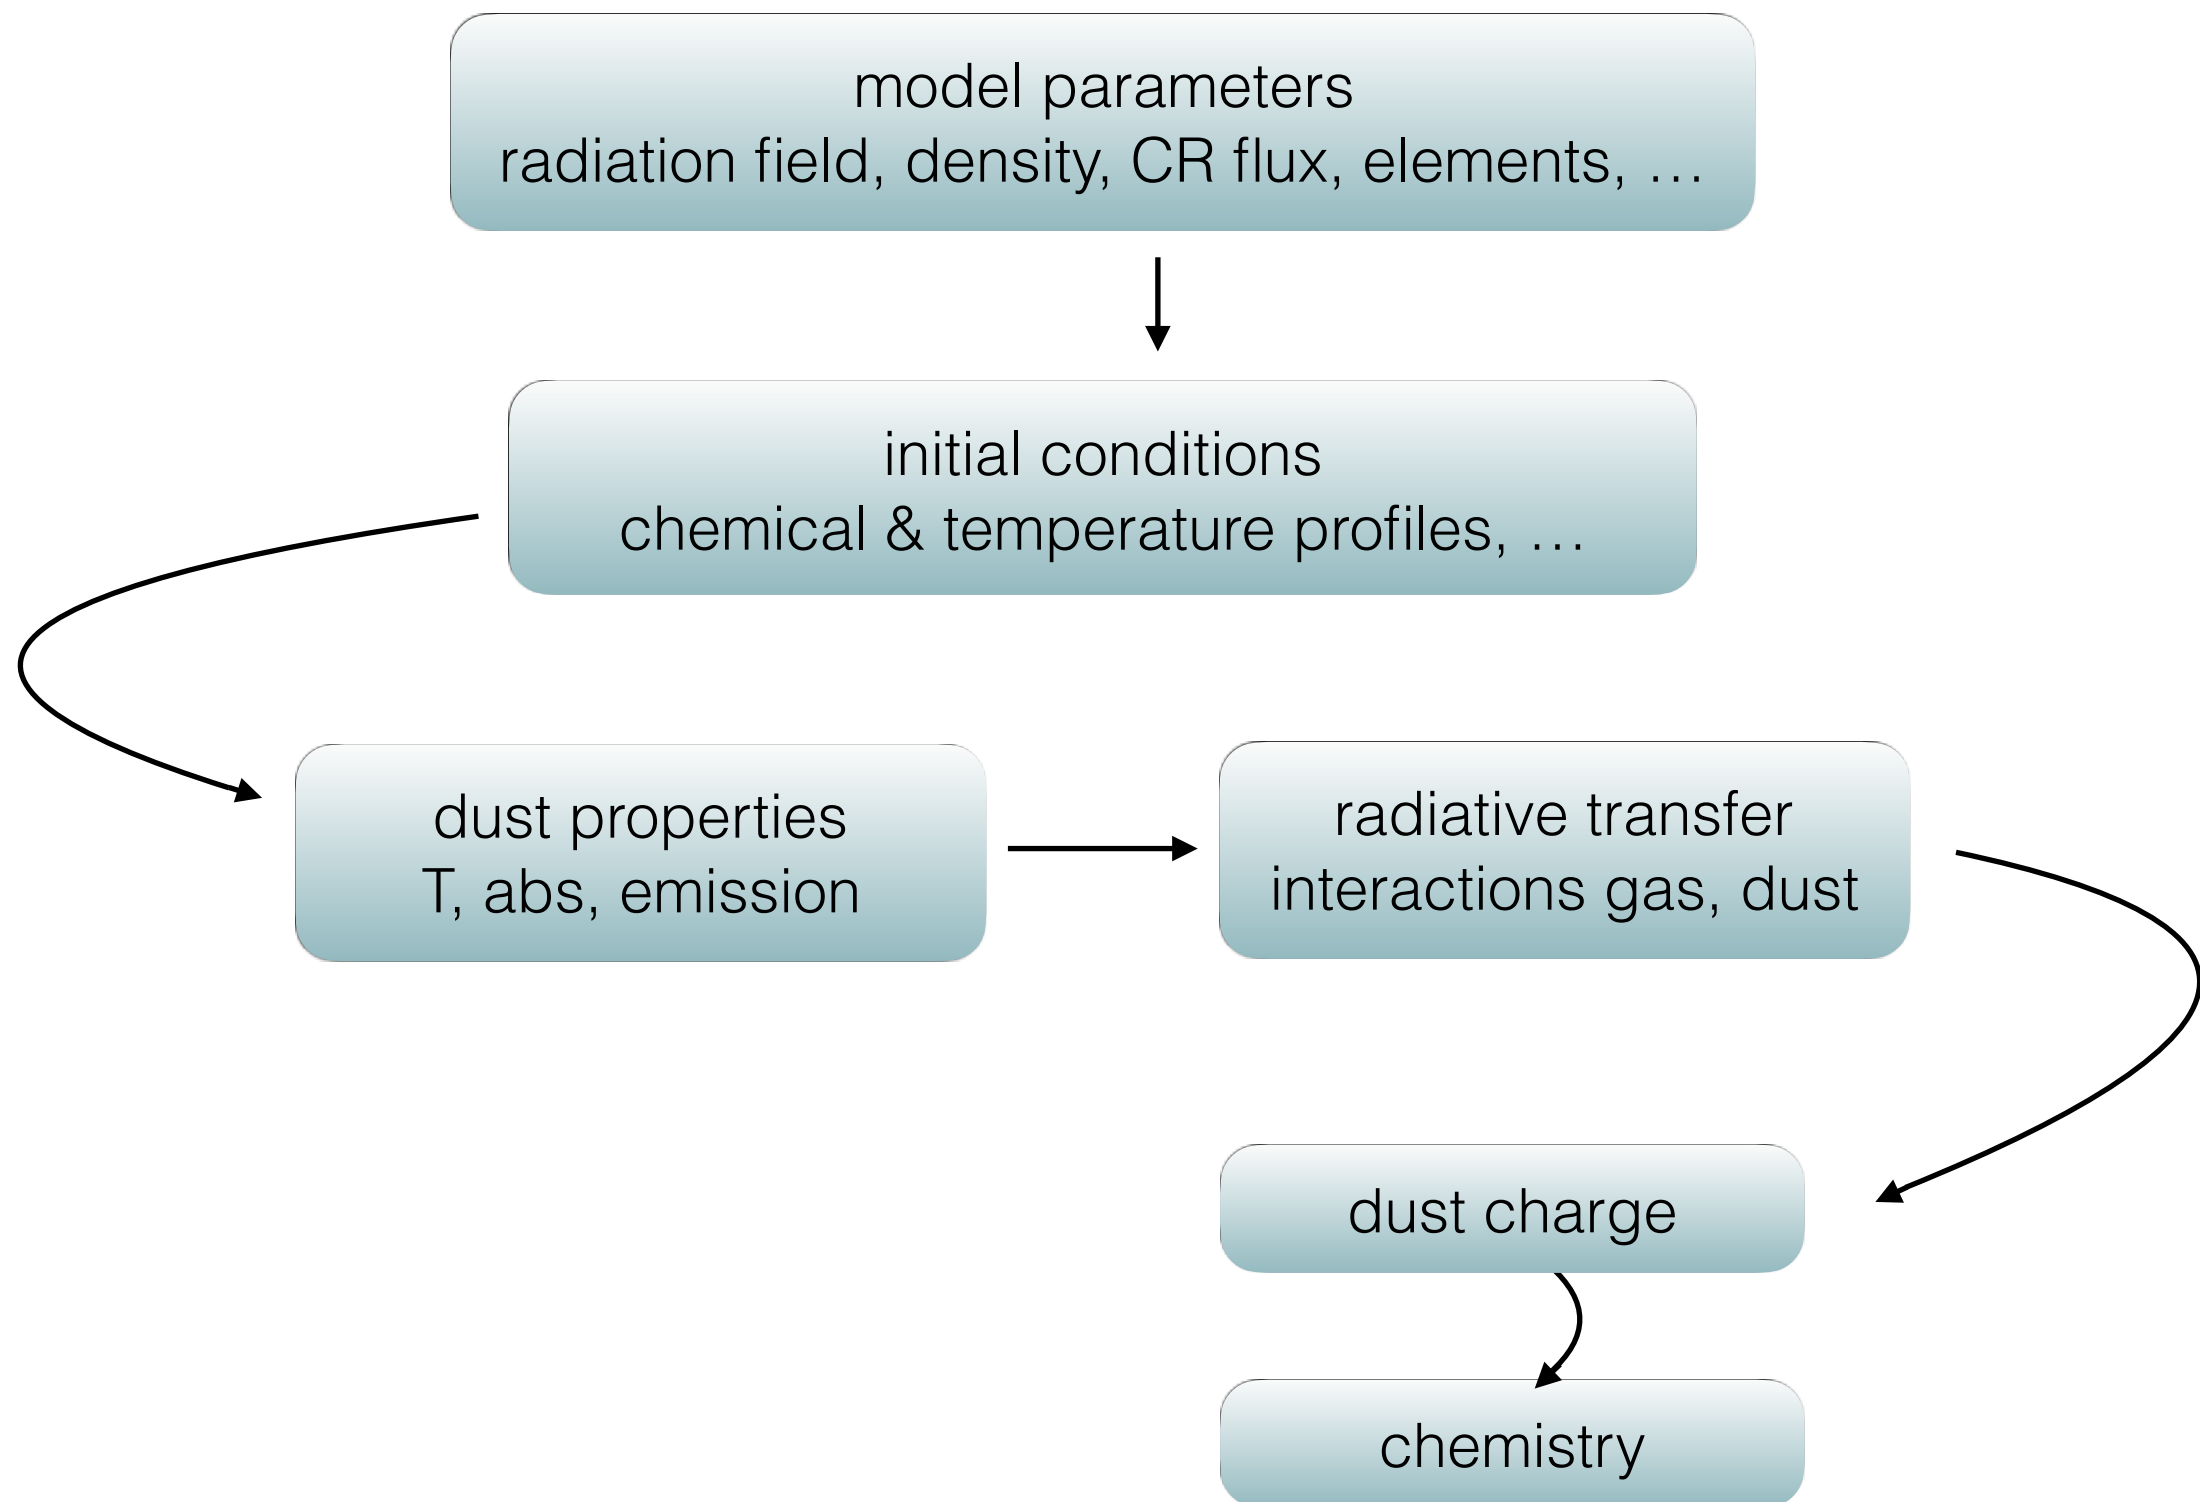 model parameters
radiation field, density, CR flux, elements, …
initial conditions
chemical & temperature profiles, …
dust properties
T, abs, emission
radiative transfer
interactions gas, dust
dust charge
chemistry